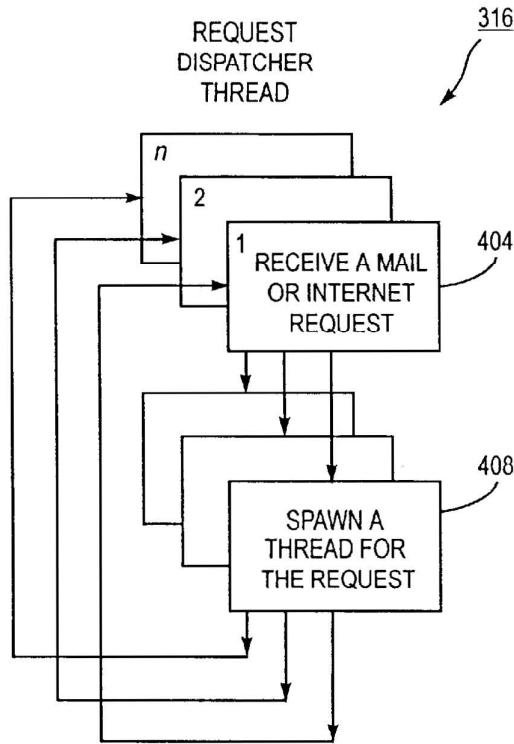 316
REQUEST
DISPATCHER
THREAD
n
2
1
RECEIVE A MAIL
OR INTERNET
REQUEST
404
SPAWN A
THREAD FOR
THE REQUEST
408